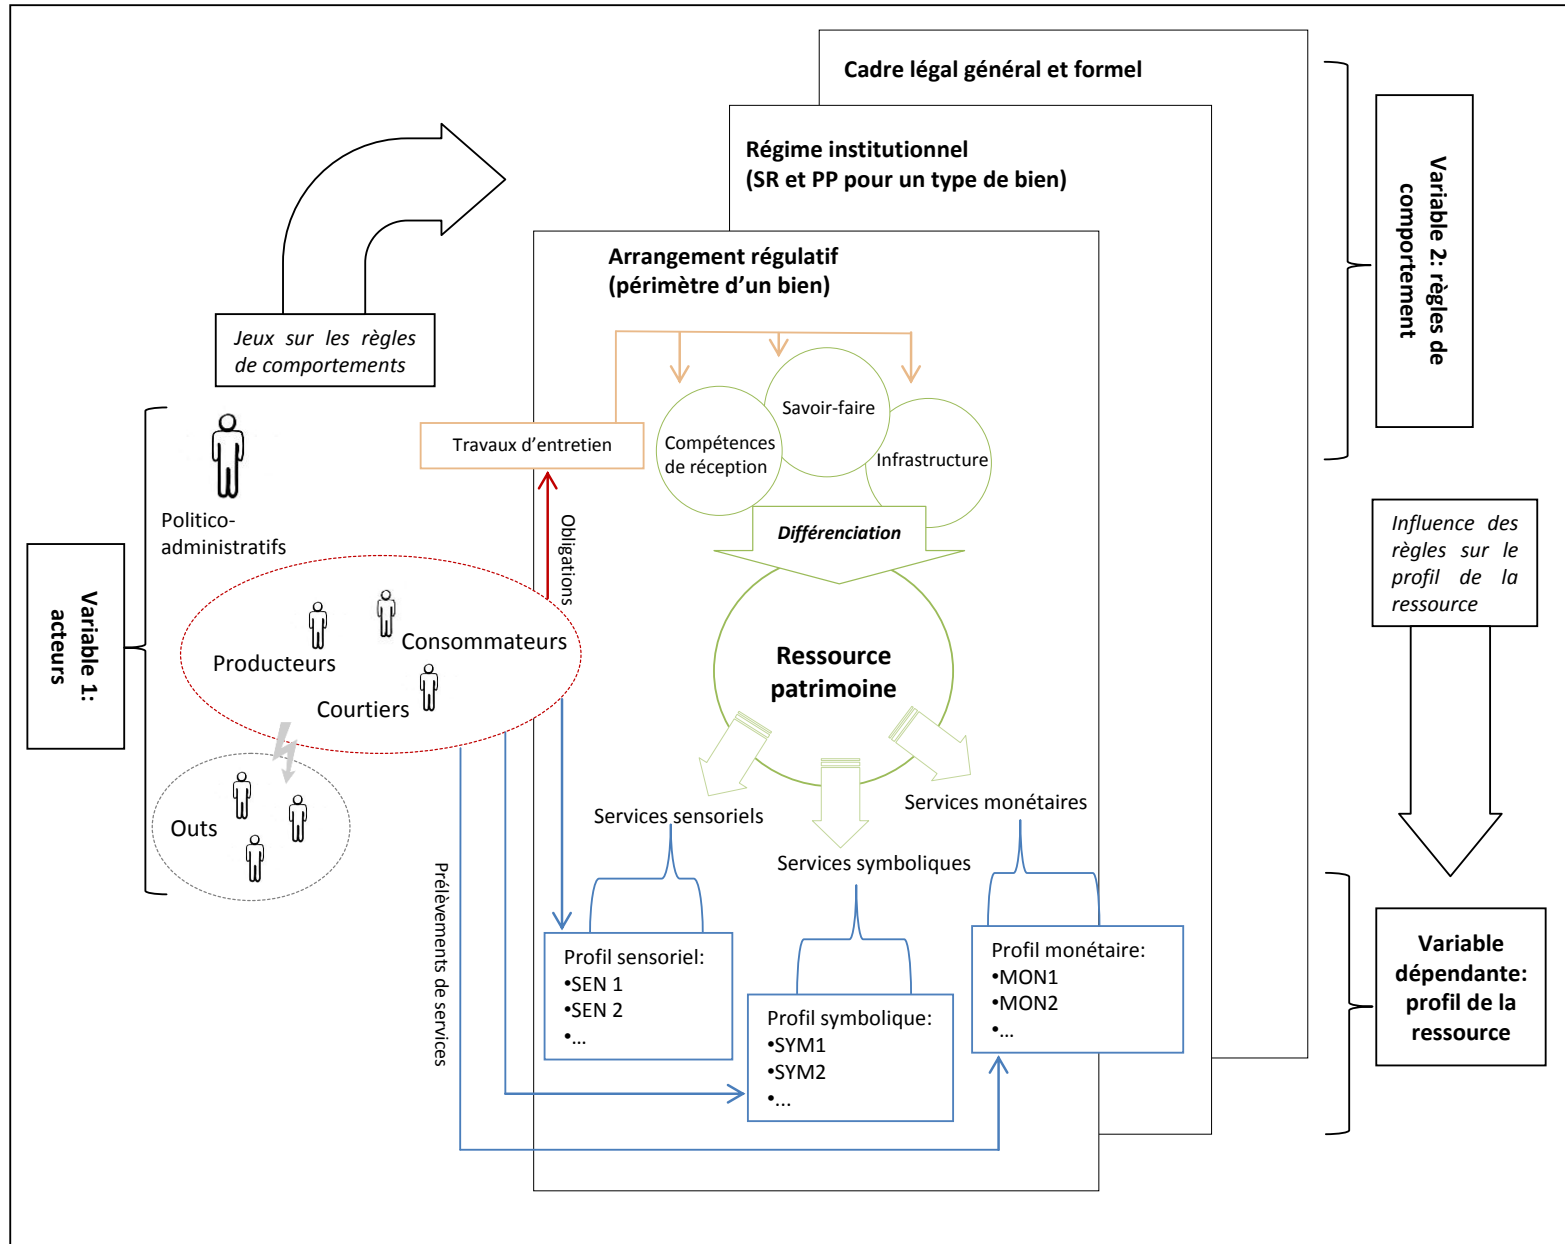 Cadre légal général et formel
Régime institutionnel
(SR et PP pour un type de bien)
Arrangement régulatif
(périmètre d'un bien)
Variable 2: règles de
comportement
Jeux sur les règles
de comportements
Savoir-faire
Compétences
de réception
Infrastructure
Travaux d'entretien
Différenciation
Obligations
Politico-
administratifs
Variable 1:
acteurs
Consommateurs
Producteurs
Courtiers
Outs
Ressource
patrimoine
Influence des
règles sur le
profil de la
ressource
Services sensoriels
Services monétaires
Services symboliques
Prélèvements de services
Profil sensoriel:
•SEN 1
•SEN 2
•...
Profil symbolique:
•SYM1
•SYM2
•...
Profil monétaire:
•MON1
•MON2
•...
Variable
dépendante:
profil de la
ressource